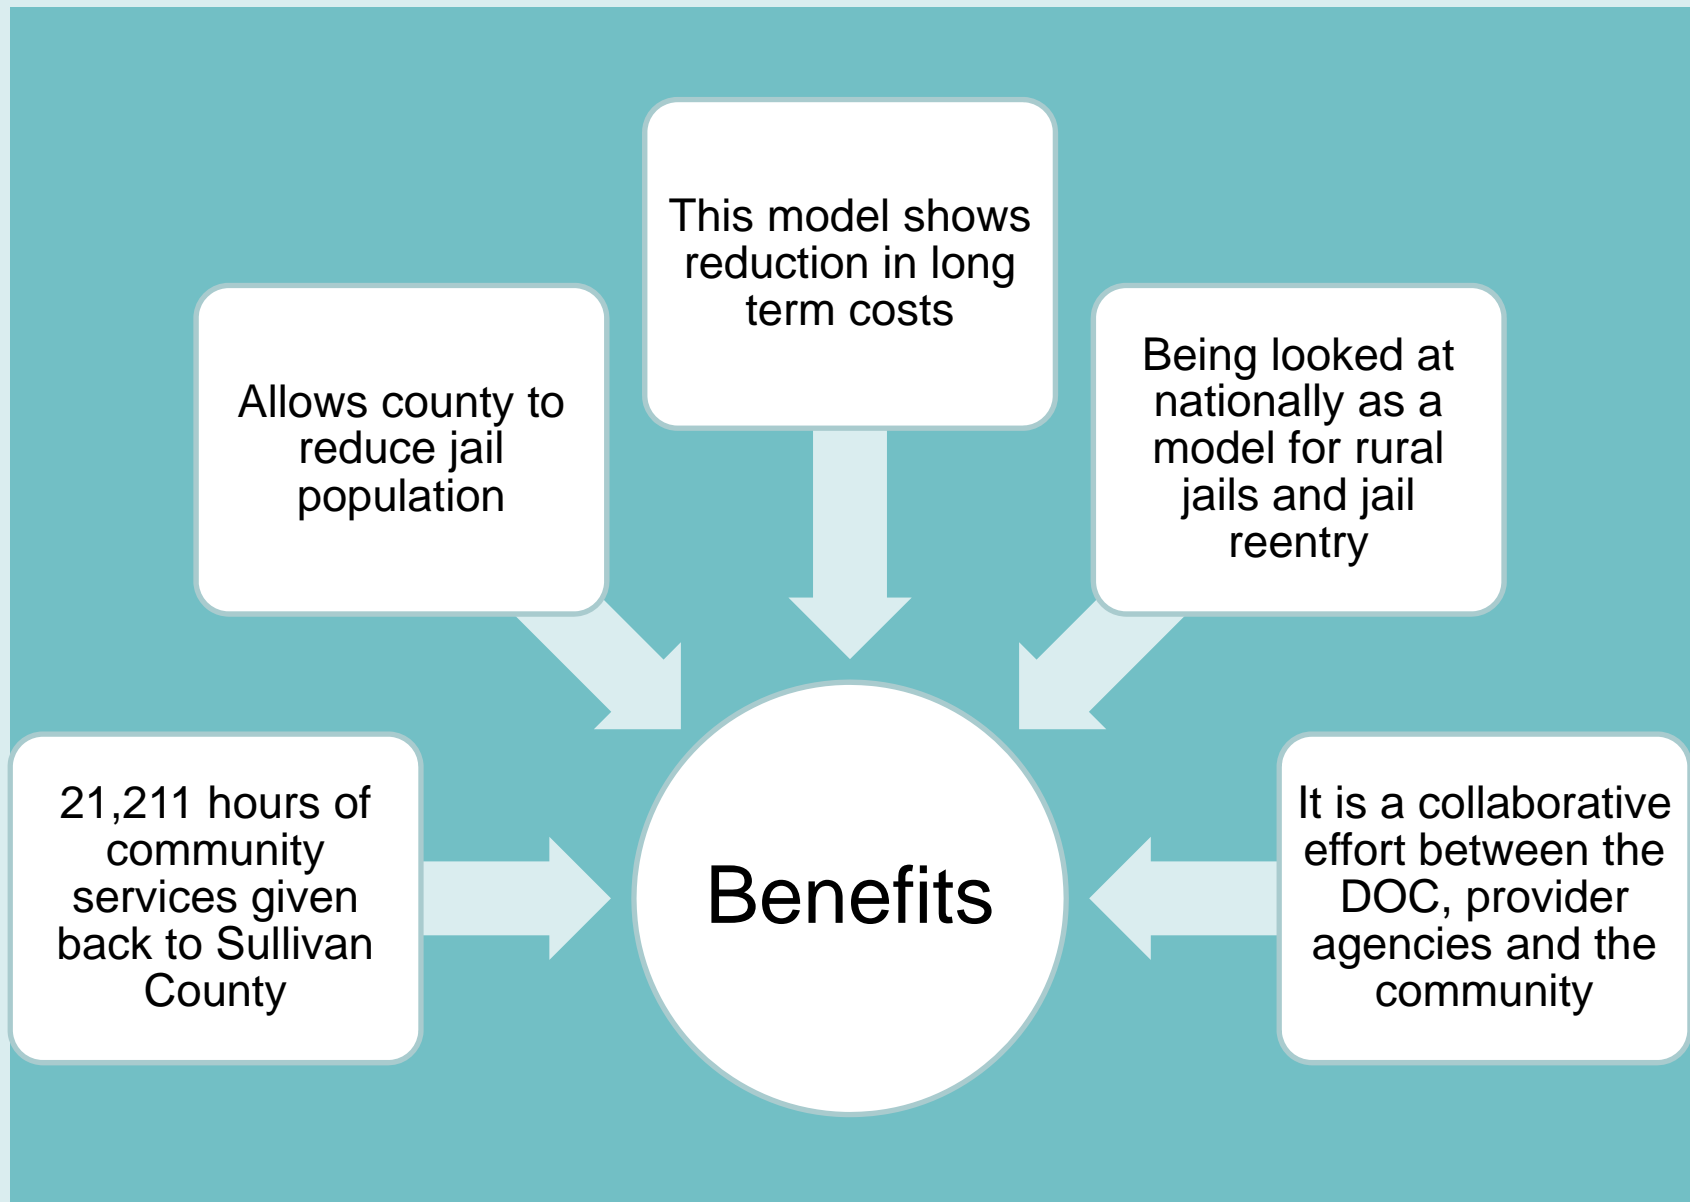 This model shows
reduction in long
term costs
Allows county to
reduce jail
population
Being looked at
nationally as a
model for rural
jails and jail
reentry
21,211 hours of
community
services given
back to Sullivan
County
Benefits
It is a collaborative
effort between the
DOC, provider
agencies and the
community